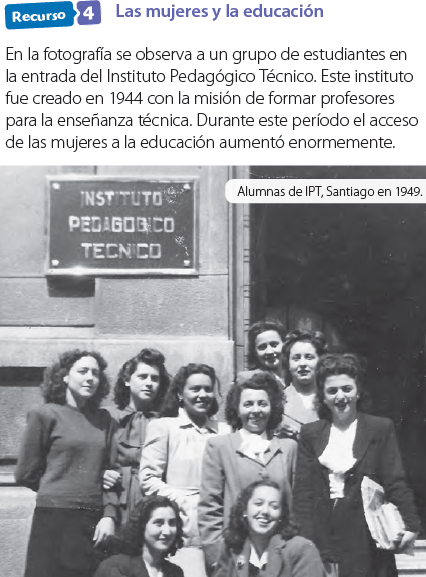 Recurso 4 Las mujeres y la educación
En la fotografía se observa a un grupo de estudiantes en
la entrada del Instituto Pedagógico Técnico. Este instituto
fue creado en 1944 con la misión de formar profesores
para la enseñanza técnica. Durante este período el acceso
de las mujeres a la educación aumentó enormemente.
Alumnas de IPT, Santiago en 1949.
INSTITUTO
PEDAGOGICO
TECNICO